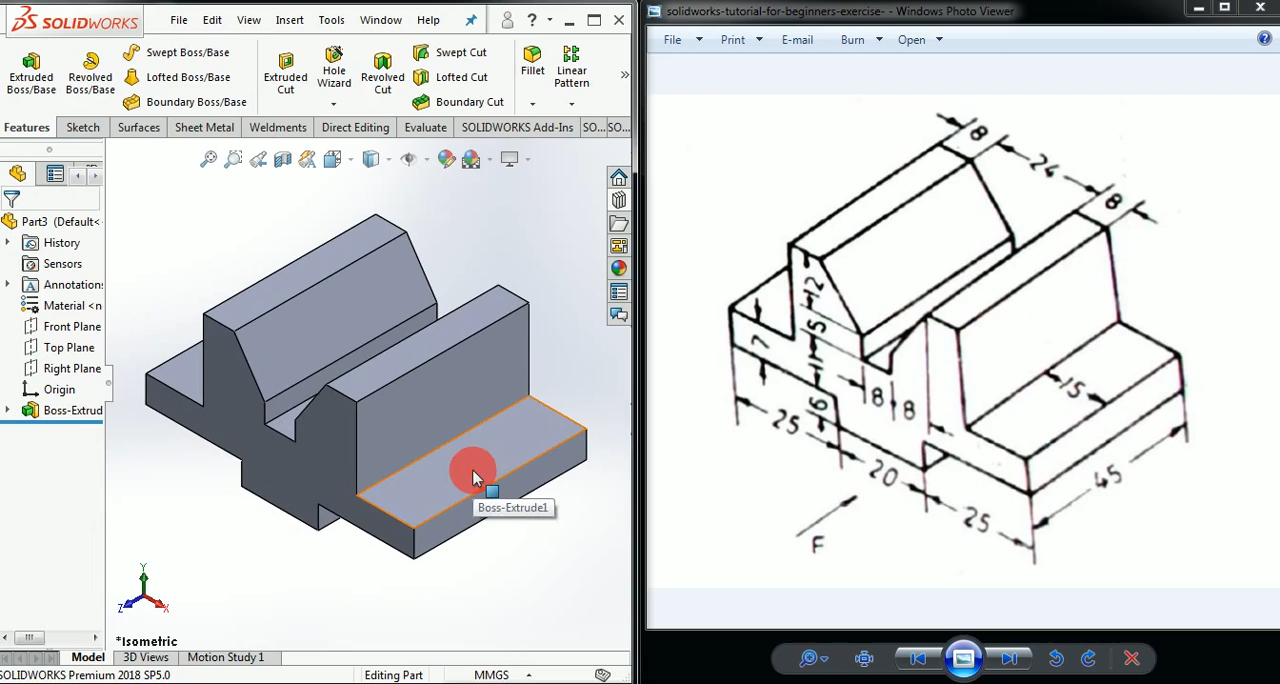 SOLIDWORKS
File Edit View Insert Tools Window Help
?
Extruded Boss/Base
Revolved Boss/Base
Swept Boss/Base
Lofted Boss/Base
Boundary Boss/Base
Extruded Cut
Hole Wizard
Revolved Cut
Swept Cut
Lofted Cut
Boundary Cut
Fillet
Linear Pattern
Features Sketch Surfaces Sheet Metal Weldments Direct Editing Evaluate SOLIDWORKS Add-Ins SO... SO...
Part3 (Default<
History
Sensors
Annotations
Material <n
Front Plane
Top Plane
Right Plane
Origin
Boss-Extrud
Boss-Extrude1
Y
Z
X
*Isometric
Model 3D Views Motion Study 1
SOLIDWORKS Premium 2018 SP5.0 Editing Part MMGS
solidworks-tutorial-for-beginners-exercise- - Windows Photo Viewer
File Print E-mail Burn Open
8
24
8
12
5
7
11
15
6
8
8
25
20
45
25
F